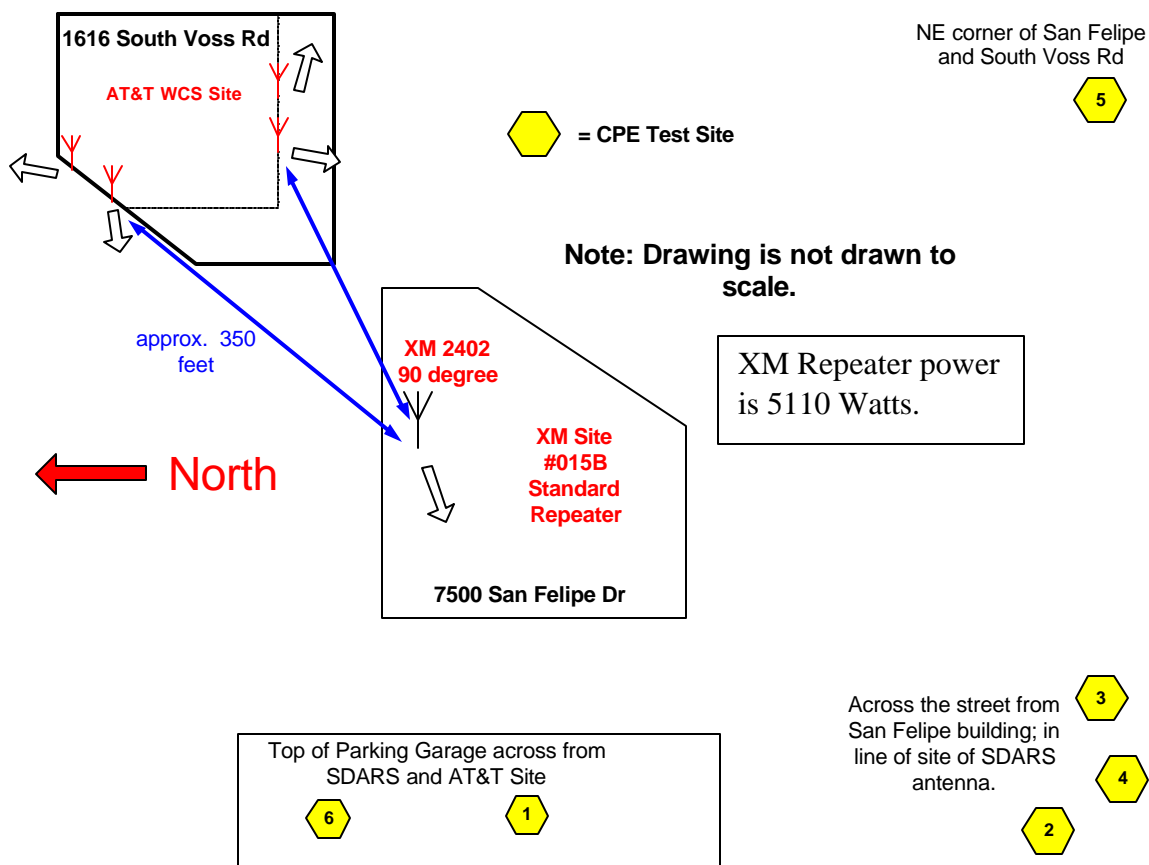 1616 South Voss Rd
AT&T WCS Site
NE corner of San Felipe
and South Voss Rd
5
= CPE Test Site
Note: Drawing is not drawn to
scale.
approx. 350
feet
XM 2402
90 degree
XM Repeater power
is 5110 Watts.
XM Site
#015B
Standard
Repeater
North
7500 San Felipe Dr
Across the street from
San Felipe building; in
line of site of SDARS
antenna.
3
4
2
Top of Parking Garage across from
SDARS and AT&T Site
6
1